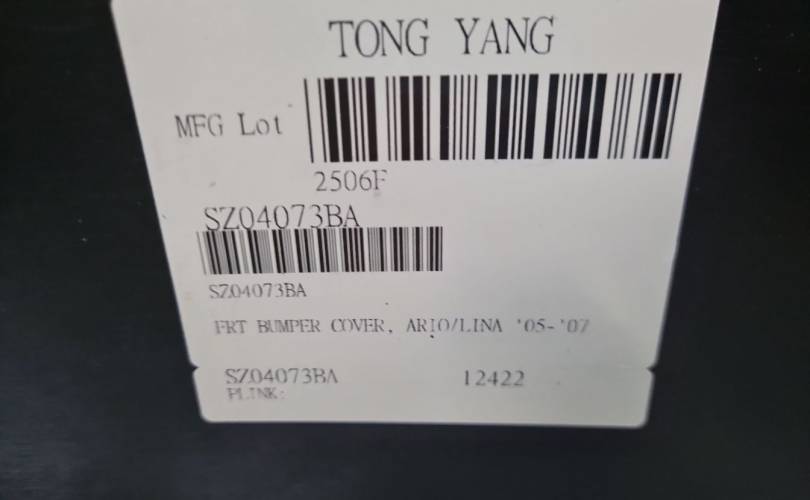 TONG YANG
MFG Lot
2506F
SZ04073BA
SZ04073BA
FRT BUMPER COVER, ARIO/LINA '05-'07
SZ04073BA 12422
PLINK: